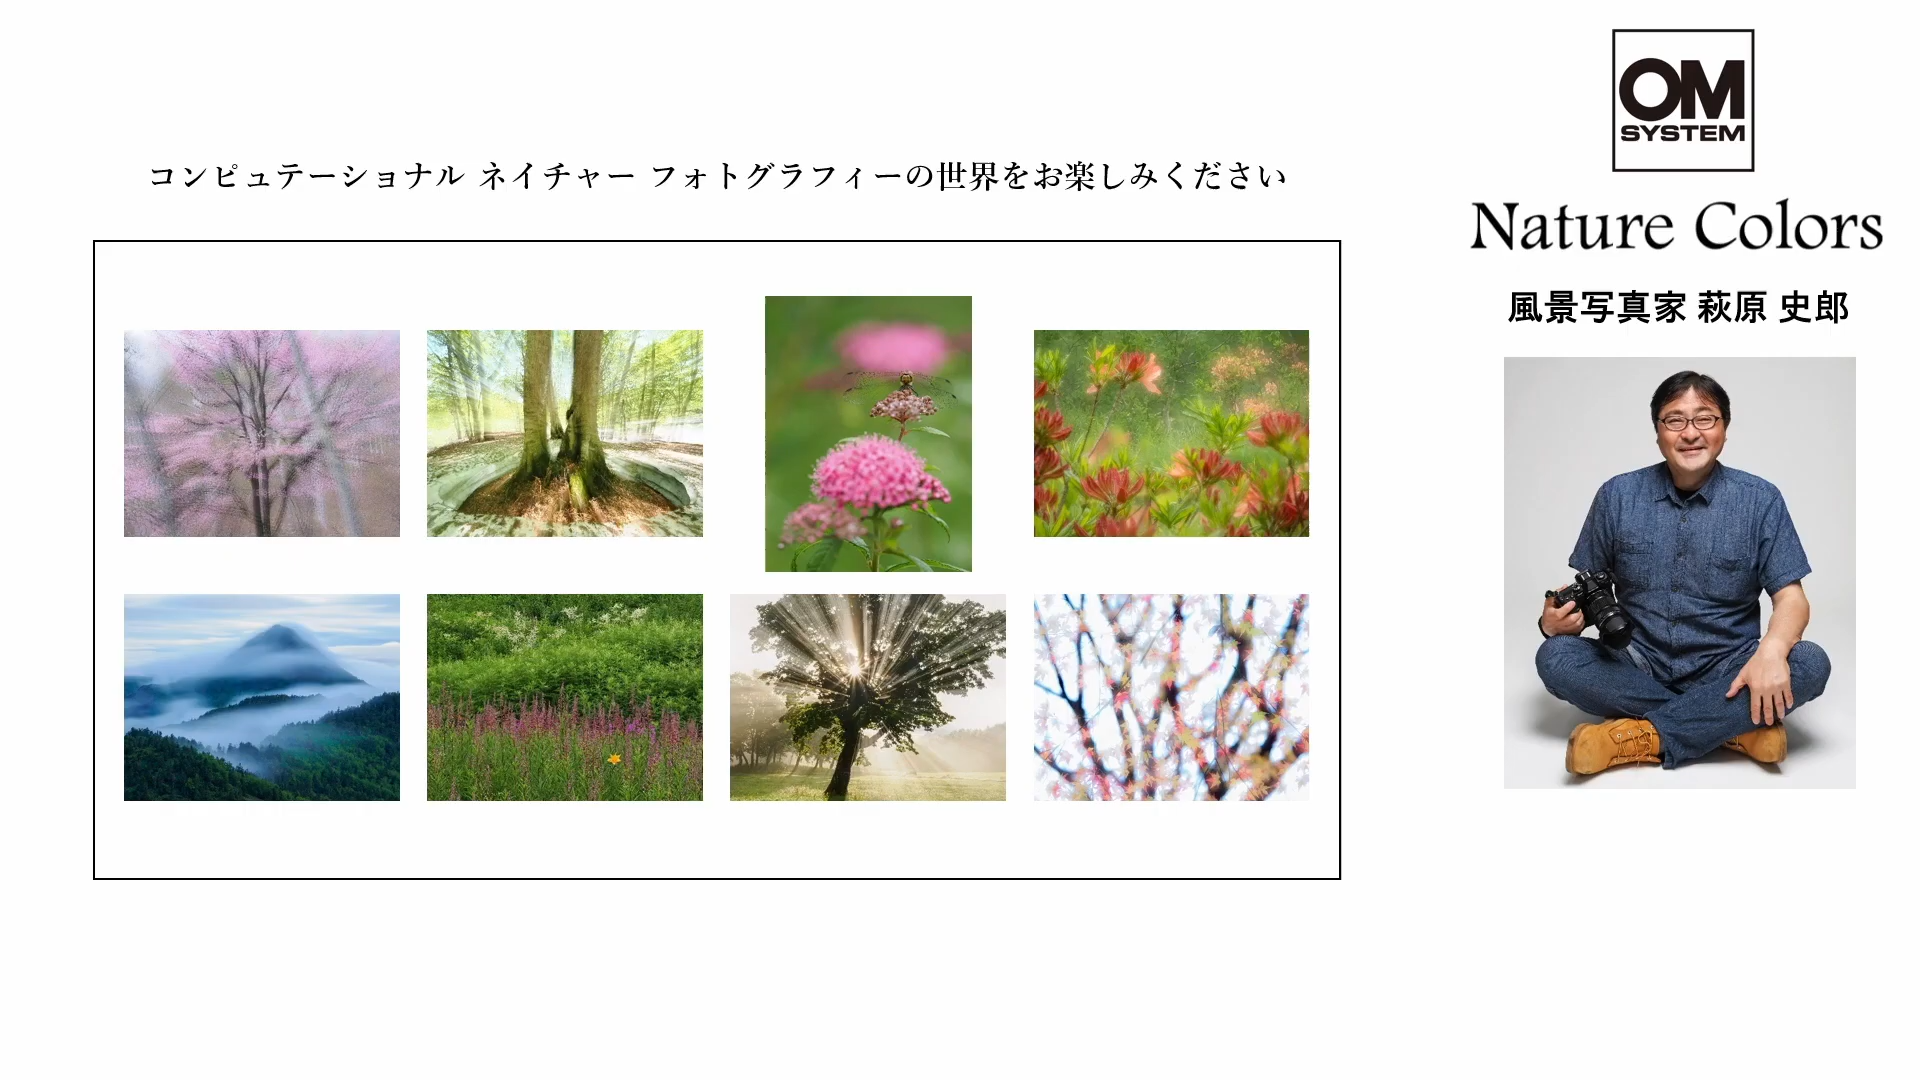 コンピュテーショナル ネイチャー フォトグラフィーの世界をお楽しみください
OM
SYSTEM
Nature Colors
風景写真家 萩原 史郎